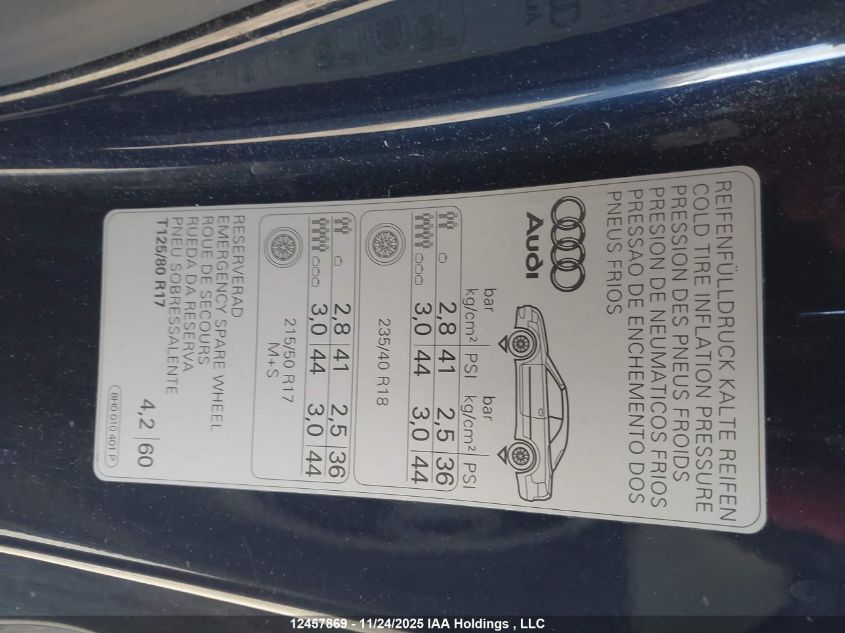 REIFENFÜLLDRUCK KALTE REIFEN
COLD TIRE INFLATION PRESSURE
PRESSION DES PNEUS FROIDS
PRESION DE NEUMATICOS FRIOS
PRESSAO DE ENCHEMENTO DOS
PNEUS FRIOS
Audi
bar PSI bar PSI
kg/cm² kg/cm²
2,8 41 2,5 36
3,0 44 3,0 44
235/40 R18
2,8 41 2,5 36
3,0 44 3,0 44
215/50 R17
M+S
RESERVERAD
EMERGENCY SPARE WHEEL
ROUE DE SECOURS
RUEDA DA RESERVA
PNEU SOBRESSALENTE
T125/80 R17 4,2 60
8H0 010 401 P
12457869 - 11/24/2025 IAA Holdings , LLC